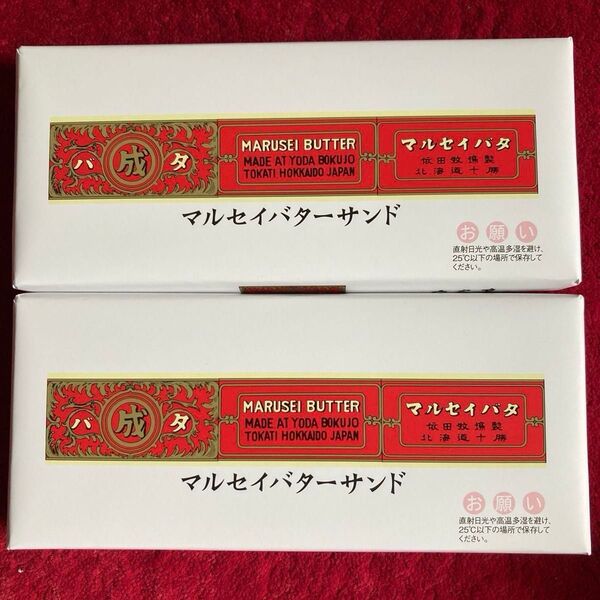 バ 成 タ
MARUSEI BUTTER
MADE AT YODA BOKUJO
TOKATI HOKKAIDO JAPAN
マルセイバタ
依田牧場製
北海道十勝
マルセイバターサンド
お願い
直射日光や高温多湿を避け、
25℃以下の場所で保存して
ください。
バ 成 タ
MARUSEI BUTTER
MADE AT YODA BOKUJO
TOKATI HOKKAIDO JAPAN
マルセイバタ
依田牧場製
北海道十勝
マルセイバターサンド
お願い
直射日光や高温多湿を避け、
25℃以下の場所で保存して
ください。